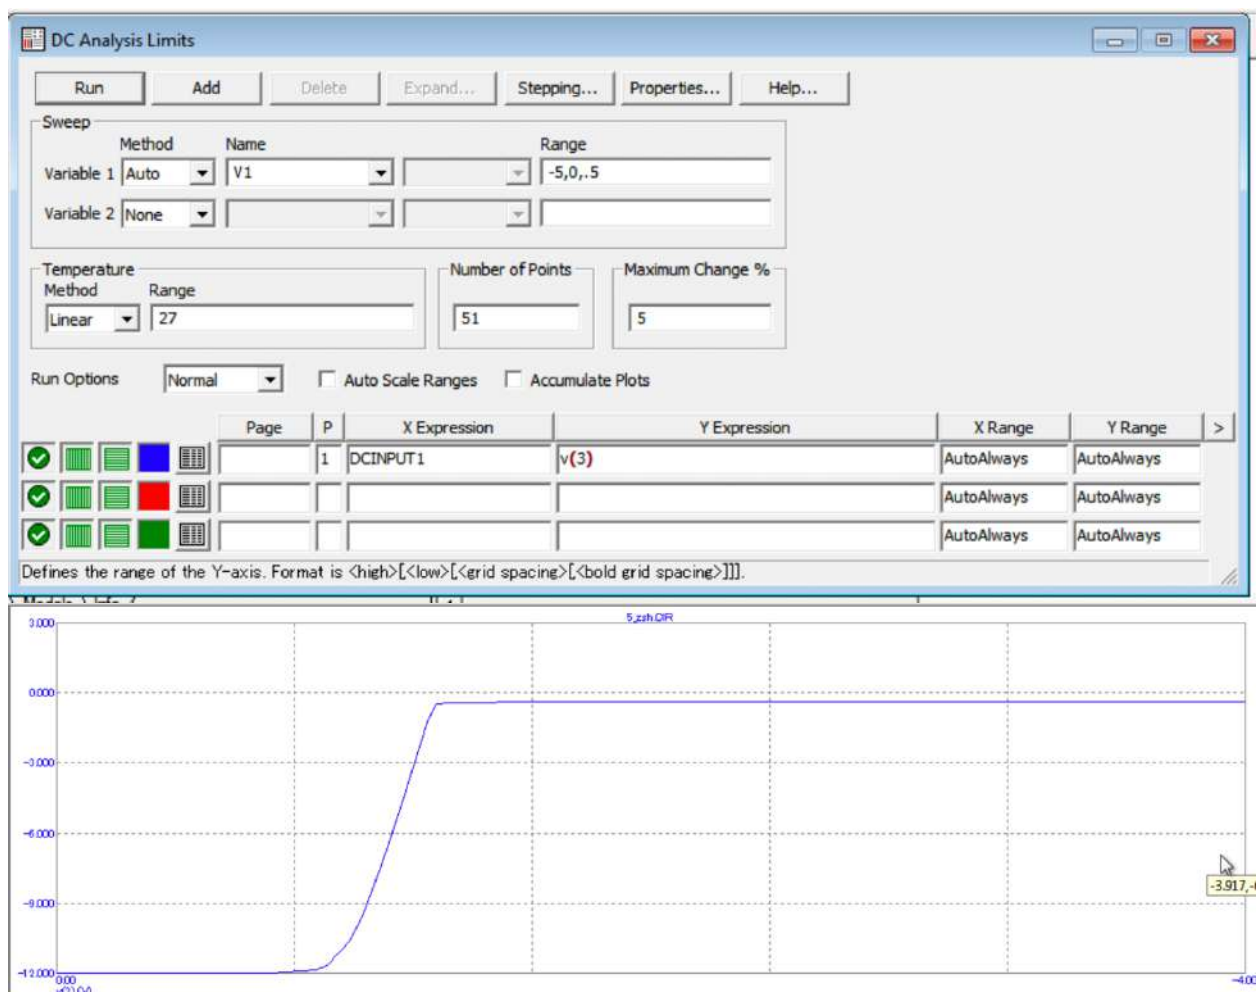 DC Analysis Limits
Run Add Delete Expand... Stepping... Properties... Help...
Sweep
Method Name Range
Variable 1 Auto V1 -5,0,.5
Variable 2 None
Temperature Number of Points Maximum Change %
Method Range
Linear 27 51 5
Run Options Normal Auto Scale Ranges Accumulate Plots
Page P X Expression Y Expression X Range Y Range >
1 DCINPUT1 v(3) AutoAlways AutoAlways
AutoAlways AutoAlways
AutoAlways AutoAlways
Defines the range of the Y-axis. Format is <high>[<low>[<grid spacing>[<bold grid spacing>]]].
5_zsh.CIR
3.000
0.000
-3.000
-6.000
-9.000
-3.917,-
-12.000
0.00 -4.00